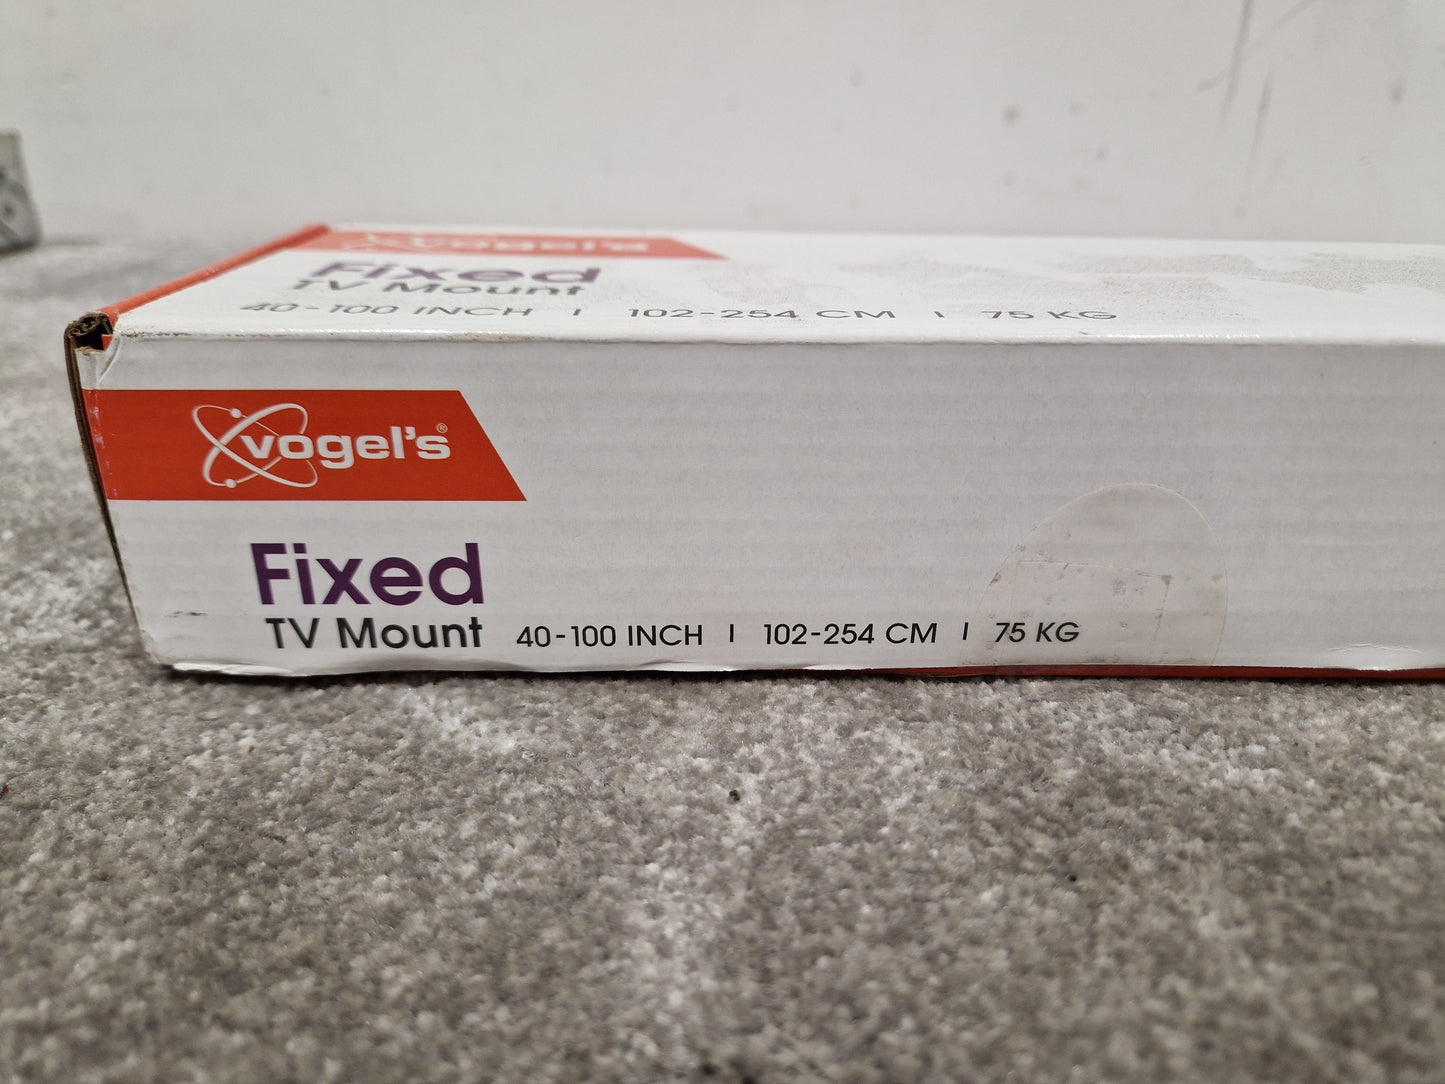 vogel's
Fixed
TV Mount
40-100 INCH | 102-254 CM | 75 KG
vogel's®
Fixed
TV Mount 40-100 INCH | 102-254 CM | 75 KG